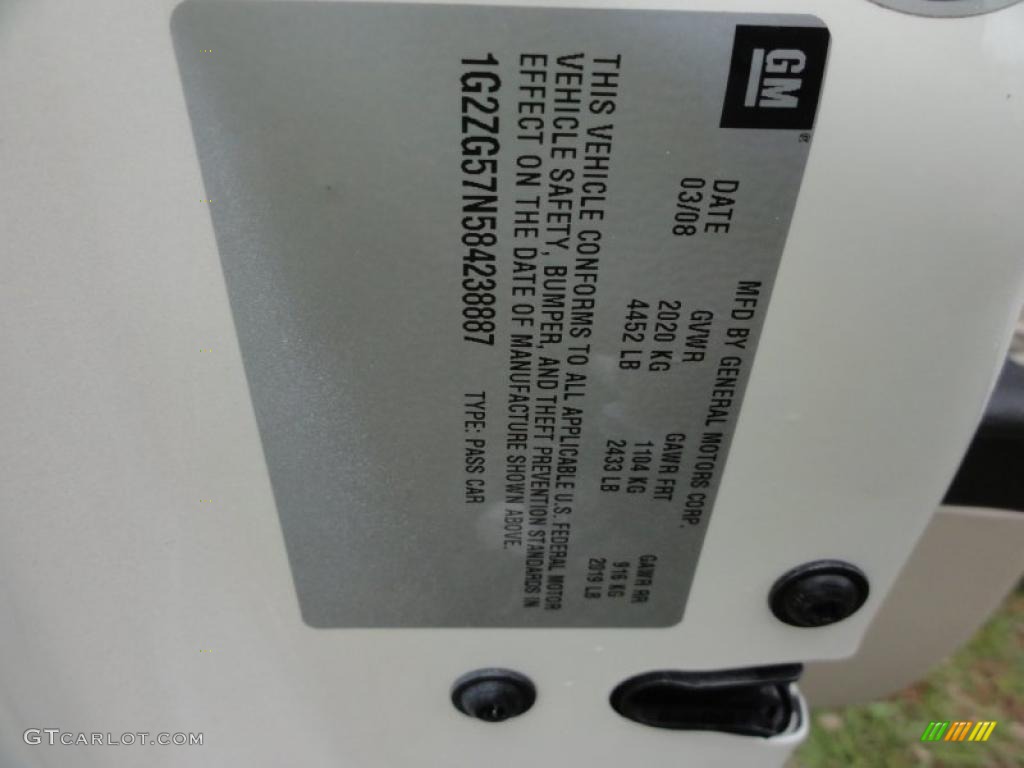 GM
®
MFD BY GENERAL MOTORS CORP.
DATE GVWR GAWR FRT GAWR RR
03/08 2020 KG 1104 KG 916 KG
4452 LB 2433 LB 2019 LB
THIS VEHICLE CONFORMS TO ALL APPLICABLE U.S. FEDERAL MOTOR
VEHICLE SAFETY, BUMPER, AND THEFT PREVENTION STANDARDS IN
EFFECT ON THE DATE OF MANUFACTURE SHOWN ABOVE.
1G2ZG57N584238887 TYPE: PASS CAR
GTCARLOT.COM